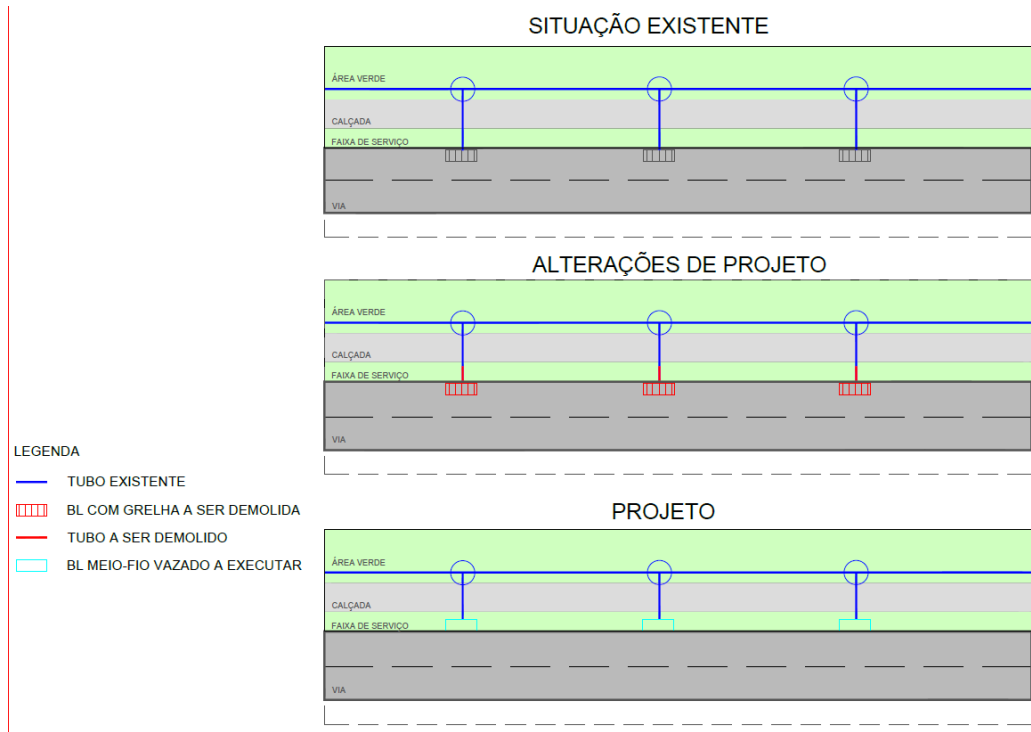 SITUAÇÃO EXISTENTE
ÁREA VERDE
CALÇADA
FAIXA DE SERVIÇO
VIA
ALTERAÇÕES DE PROJETO
ÁREA VERDE
CALÇADA
FAIXA DE SERVIÇO
VIA
LEGENDA
TUBO EXISTENTE
BL COM GRELHA A SER DEMOLIDA
TUBO A SER DEMOLIDO
BL MEIO-FIO VAZADO A EXECUTAR
PROJETO
ÁREA VERDE
CALÇADA
FAIXA DE SERVIÇO
VIA